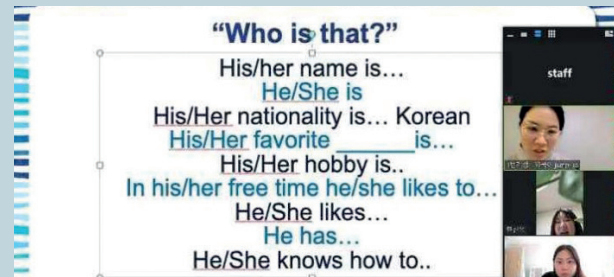 “Who is that?”
His/her name is...
He/She is
His/Her nationality is... Korean
His/Her favorite ______ is...
His/Her hobby is..
In his/her free time he/she likes to...
He/She likes...
He has...
He/She knows how to..
staff